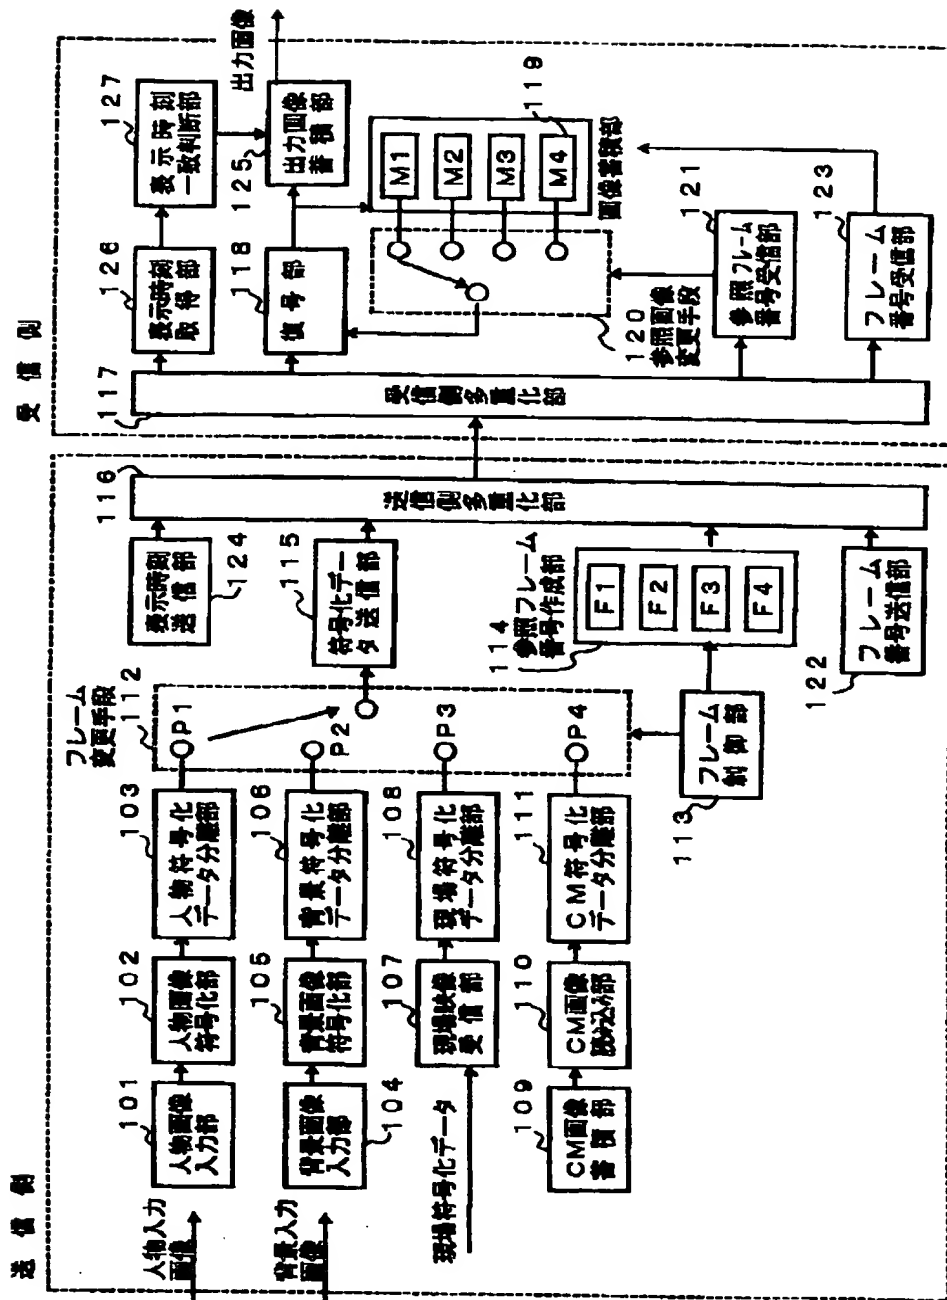 送信側
人物入力
画像
101
人物画像
入力部
102
人物画像
符号化部
103
人物符号化
データ分離部
背景入力
画像
背景画像
入力部
104
105
背景画像
符号化部
106
背景符号化
データ分離部
現場符号化データ
107
現場映像
受信部
108
現場符号化
データ分離部
109
CM画像
蓄積部
110
CM画像
読み込み部
111
CM符号化
データ分離部
フレーム
変更手段
112
P1
P2
P3
P4
フレーム
制御部
113
表示時刻
送信部
124
115
符号化デー
タ送信部
114
参照フレーム
番号作成部
F1
F2
F3
F4
フレーム
番号送信部
122
116
送信側多重化部
受信側
117
受信側多重化部
126
表示時刻
取得部
127
表示時刻
一致判断部
118
復号部
125
出力画像
蓄積部
出力画像
119
M1
M2
M3
M4
画像蓄積部
120
参照画像
変更手段
121
参照フレーム
番号受信部
123
フレーム
番号受信部